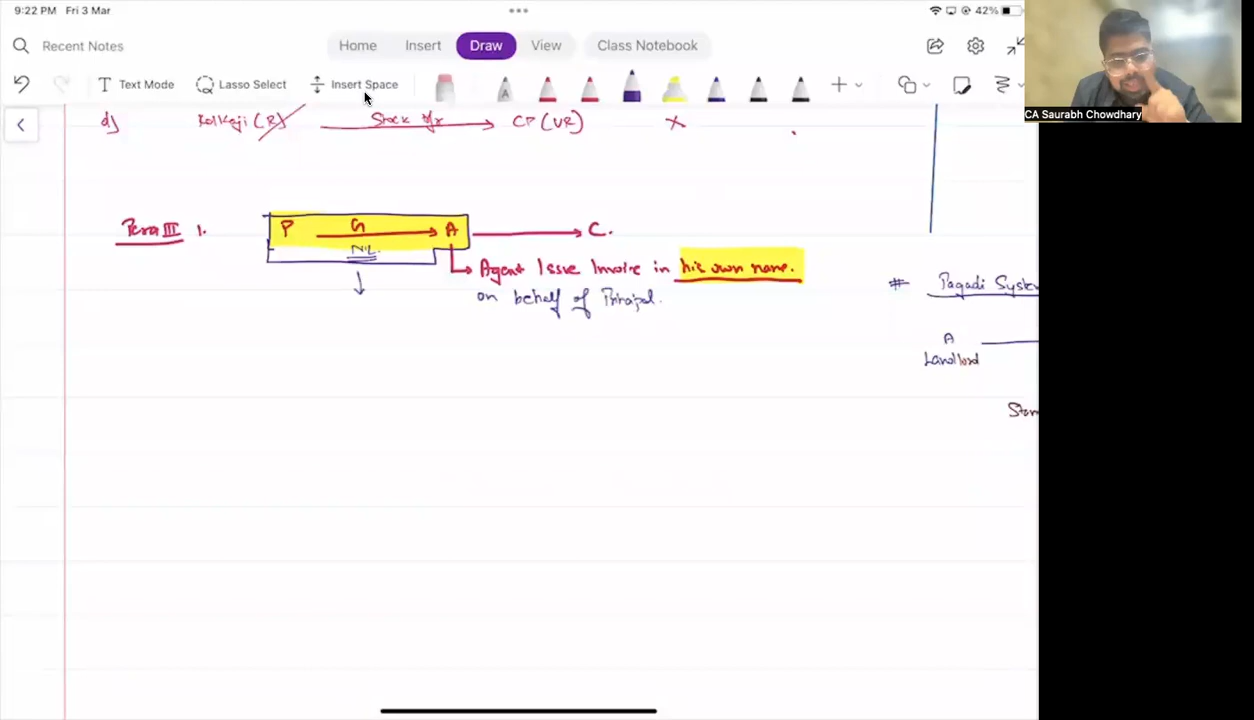 9:22 PM Fri 3 Mar
42%
Recent Notes
Home Insert Draw View Class Notebook
Text Mode Lasso Select Insert Space
CA Saurabh Chowdhary
d) (R) Stock CP (UR) X
Para III 1. P G A C.
NIL
Agent Issue Invoice in his own name.
on behalf of Principal.
# Pagadi System
A
Landlord